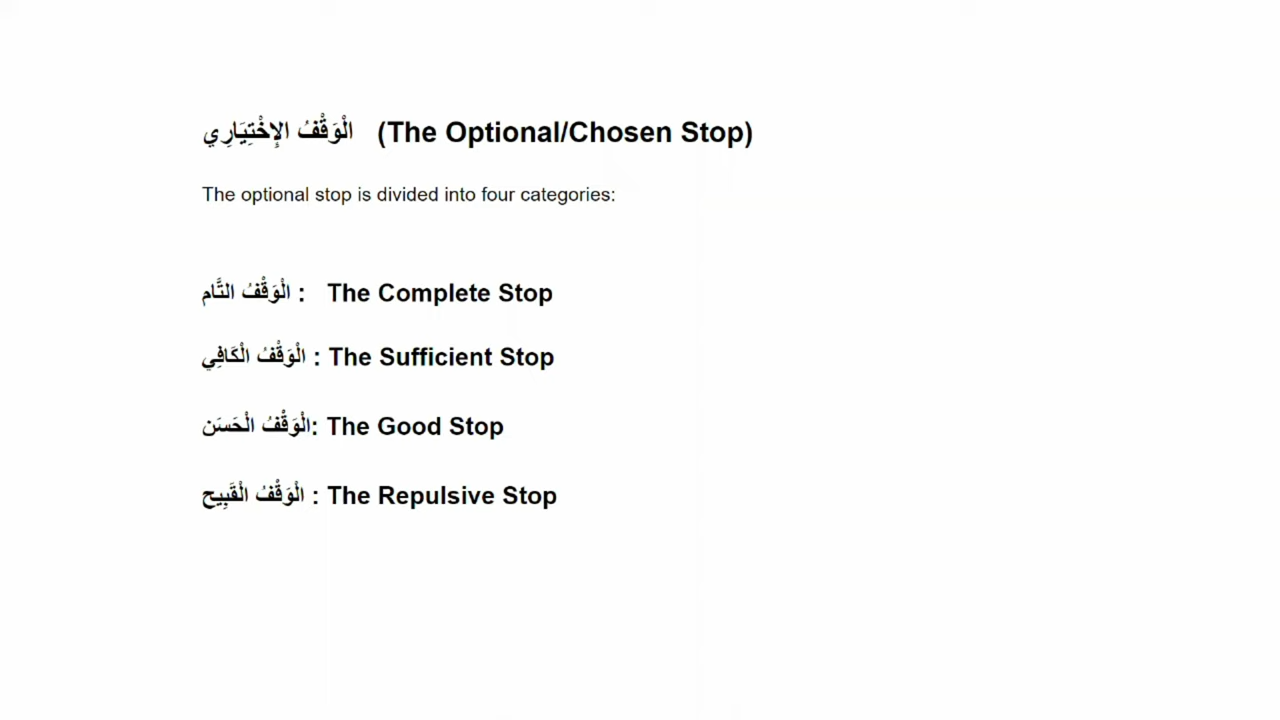 الْوَقْفُ الإِخْتِيَارِي (The Optional/Chosen Stop)
The optional stop is divided into four categories:
الْوَقْفُ التَّام : The Complete Stop
الْوَقْفُ الْكَافِي : The Sufficient Stop
الْوَقْفُ الْحَسَن: The Good Stop
الْوَقْفُ الْقَبِيح : The Repulsive Stop